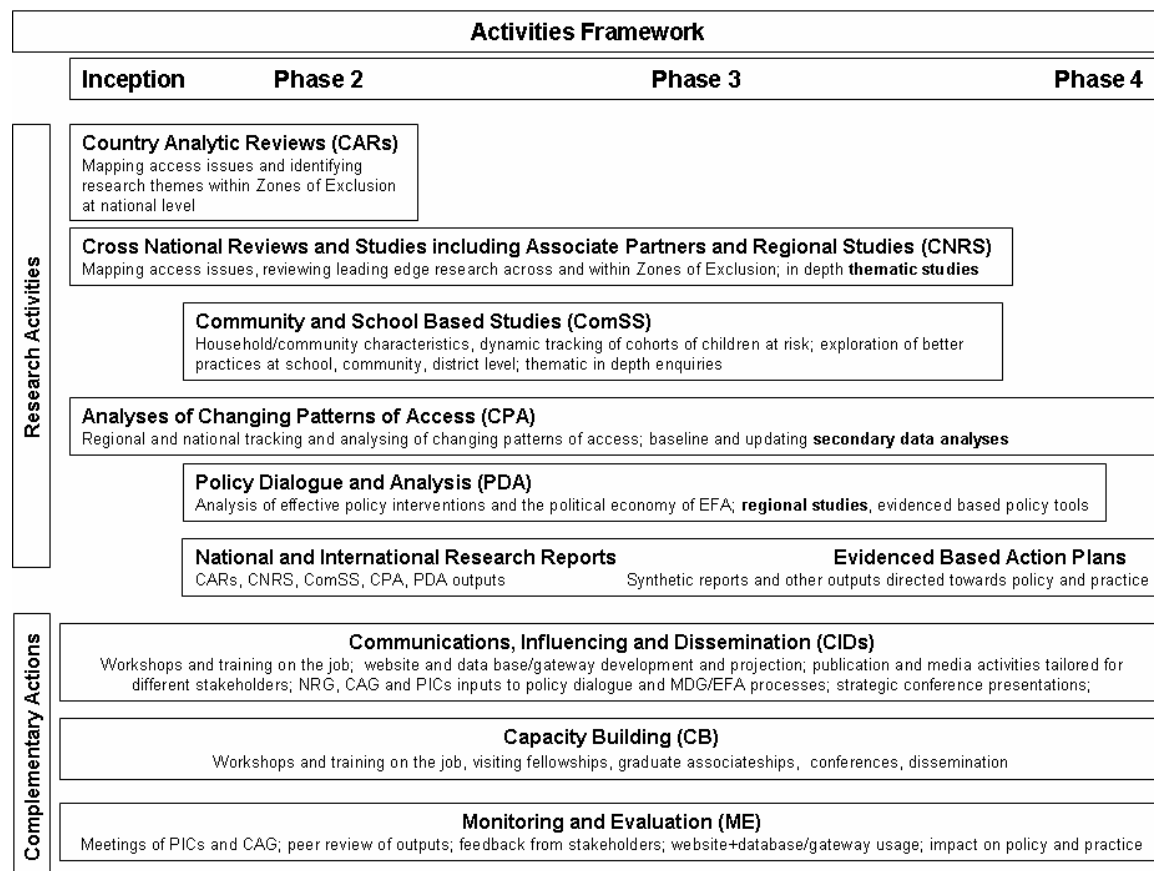 Activities Framework
Inception Phase 2 Phase 3 Phase 4
Research Activities
Country Analytic Reviews (CARs)
Mapping access issues and identifying
research themes within Zones of Exclusion
at national level
Cross National Reviews and Studies including Associate Partners and Regional Studies (CNRS)
Mapping access issues, reviewing leading edge research across and within Zones of Exclusion; in depth thematic studies
Community and School Based Studies (ComSS)
Household/community characteristics, dynamic tracking of cohorts of children at risk; exploration of better
practices at school, community, district level; thematic in depth enquiries
Analyses of Changing Patterns of Access (CPA)
Regional and national tracking and analysing of changing patterns of access; baseline and updating secondary data analyses
Policy Dialogue and Analysis (PDA)
Analysis of effective policy interventions and the political economy of EFA; regional studies, evidenced based policy tools
National and International Research Reports Evidenced Based Action Plans
CARs, CNRS, ComSS, CPA, PDA outputs Synthetic reports and other outputs directed towards policy and practice
Complementary Actions
Communications, Influencing and Dissemination (CIDs)
Workshops and training on the job; website and data base/gateway development and projection; publication and media activities tailored for
different stakeholders; NRG, CAG and PICs inputs to policy dialogue and MDG/EFA processes; strategic conference presentations;
Capacity Building (CB)
Workshops and training on the job, visiting fellowships, graduate associateships, conferences, dissemination
Monitoring and Evaluation (ME)
Meetings of PICs and CAG; peer review of outputs; feedback from stakeholders; website+database/gateway usage; impact on policy and practice